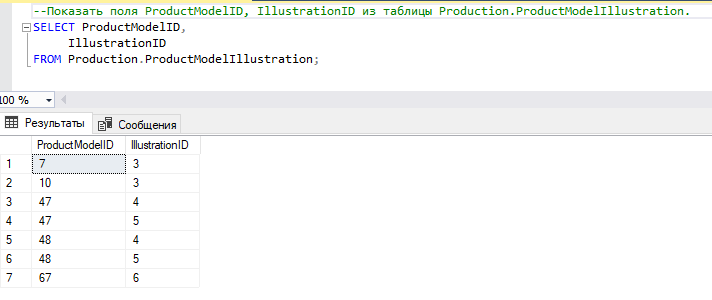 --Показать поля ProductModelID, IllustrationID из таблицы Production.ProductModelIllustration.
SELECT ProductModelID,
IllustrationID
FROM Production.ProductModelIllustration;
100 %
Результаты Сообщения
ProductModelID IllustrationID
1 7 3
2 10 3
3 47 4
4 47 5
5 48 4
6 48 5
7 67 6